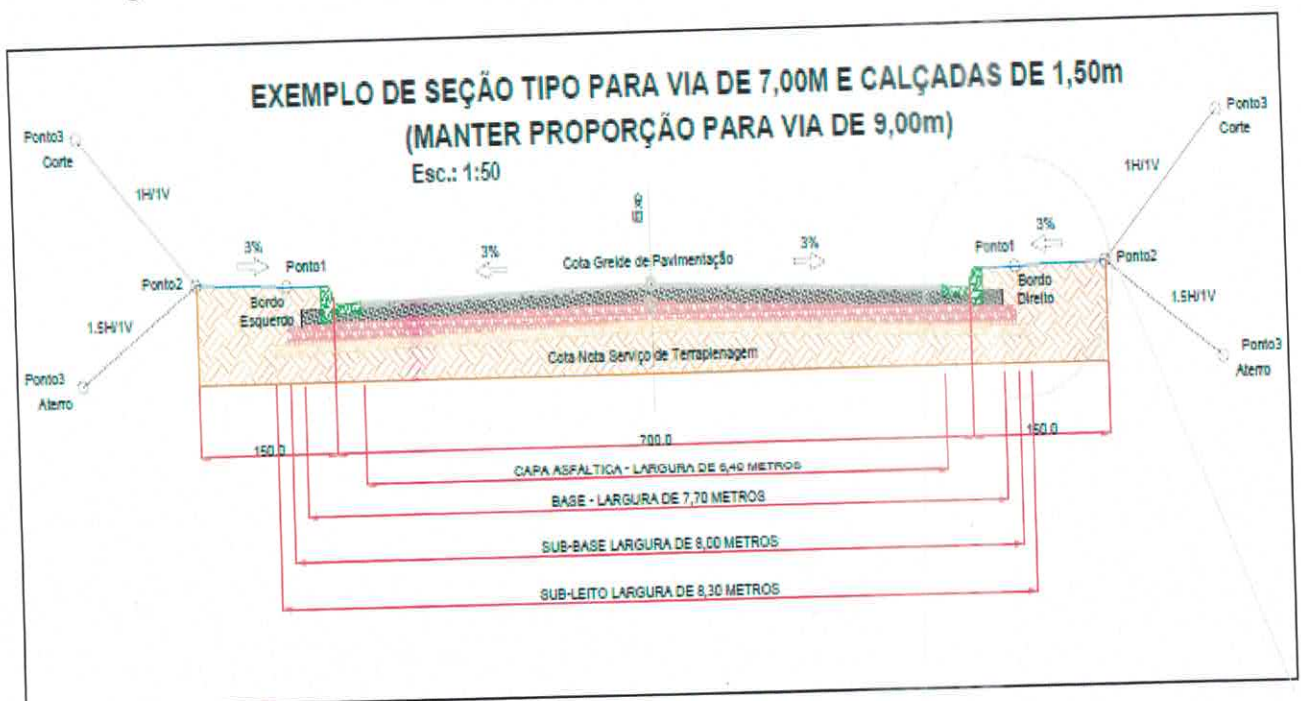 EXEMPLO DE SEÇÃO TIPO PARA VIA DE 7,00M E CALÇADAS DE 1,50m
(MANTER PROPORÇÃO PARA VIA DE 9,00m)
Esc.: 1:50
Ponto3
Corte
1H/1V
Ponto3
Corte
1H/1V
3%
Ponto1
3%
Cota Greide de Pavimentação
3%
Ponto1
3%
Ponto2
Bordo
Esquerdo
Bordo
Direito
Ponto2
1.5H/1V
1.5H/1V
Cota Nota Serviço de Terraplenagem
Ponto3
Aterro
Ponto3
Aterro
150.0
700.0
150.0
CAPA ASFÁLTICA - LARGURA DE 6,40 METROS
BASE - LARGURA DE 7,70 METROS
SUB-BASE LARGURA DE 8,00 METROS
SUB-LEITO LARGURA DE 8,30 METROS